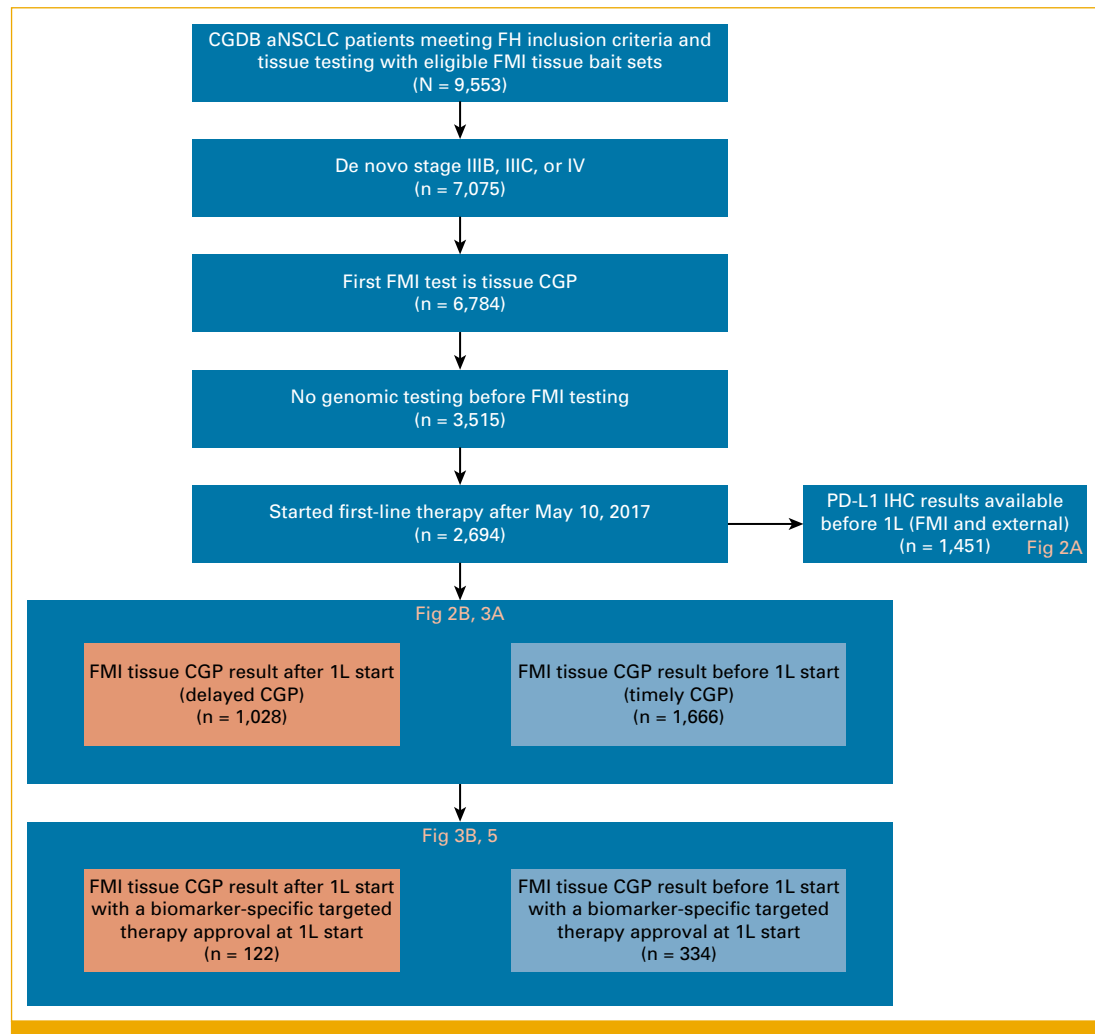 CGDB aNSCLC patients meeting FH inclusion criteria and
tissue testing with eligible FMI tissue bait sets
(N = 9,553)
De novo stage IIIB, IIIC, or IV
(n = 7,075)
First FMI test is tissue CGP
(n = 6,784)
No genomic testing before FMI testing
(n = 3,515)
Started first-line therapy after May 10, 2017
(n = 2,694)
PD-L1 IHC results available
before 1L (FMI and external)
(n = 1,451) Fig 2A
Fig 2B, 3A
FMI tissue CGP result after 1L start
(delayed CGP)
(n = 1,028)
FMI tissue CGP result before 1L start
(timely CGP)
(n = 1,666)
Fig 3B, 5
FMI tissue CGP result after 1L start
with a biomarker-specific targeted
therapy approval at 1L start
(n = 122)
FMI tissue CGP result before 1L start
with a biomarker-specific targeted
therapy approval at 1L start
(n = 334)